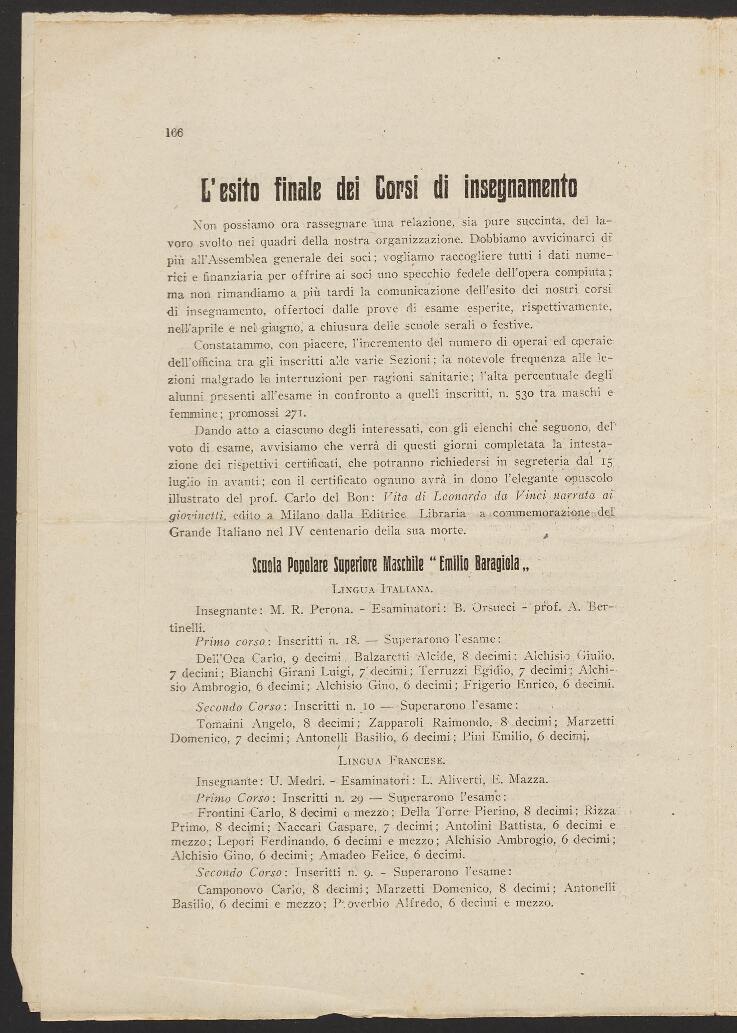 166
L'esito finale dei Corsi di insegnamento
Non possiamo ora rassegnare una relazione, sia pure succinta, del la-
voro svolto nei quadri della nostra organizzazione. Dobbiamo avvicinarci di
più all'Assemblea generale dei soci; vogliamo raccogliere tutti i dati nume-
rici e finanziaria per offrire ai soci uno specchio fedele dell'opera compiuta;
ma non rimandiamo a più tardi la comunicazione dell'esito dei nostri corsi
di insegnamento, offertoci dalle prove di esame esperite, rispettivamente,
nell'aprile e nel giugno, a chiusura delle scuole serali o festive.
Constatammo, con piacere, l'incremento del numero di operai ed operaie
dell'officina tra gli inscritti alle varie Sezioni; la notevole frequenza alle le-
zioni malgrado le interruzioni per ragioni sanitarie; l'alta percentuale degli
alunni presenti all'esame in confronto a quelli inscritti, n. 530 tra maschi e
femmine; promossi 271.
Dando atto a ciascuno degli interessati, con gli elenchi che seguono, del
voto di esame, avvisiamo che verrà di questi giorni completata la intesta-
zione dei rispettivi certificati, che potranno richiedersi in segreteria dal 15
luglio in avanti; con il certificato ognuno avrà in dono l'elegante opuscolo
illustrato del prof. Carlo del Bon: Vita di Leonardo da Vinci narrata ai
giovinetti, edito a Milano dalla Editrice Libraria a commemorazione del
Grande Italiano nel IV centenario della sua morte.
Scuola Popolare Superiore Maschile "Emilio Baragiola„
LINGUA ITALIANA.
Insegnante: M. R. Perona. - Esaminatori: B. Orsucci - prof. A. Ber-
tinelli.
Primo corso: Inscritti n. 18. — Superarono l'esame:
Dell'Oca Carlo, 9 decimi. Balzaretti Alcide, 8 decimi: Alchisio Giulio,
7 decimi; Bianchi Girani Luigi, 7 decimi; Terruzzi Egidio, 7 decimi; Alchi-
sio Ambrogio, 6 decimi; Alchisio Gino, 6 decimi; Frigerio Enrico, 6 decimi.
Secondo Corso: Inscritti n. 10 — Superarono l'esame:
Tomaini Angelo, 8 decimi; Zapparoli Raimondo, 8 decimi; Marzetti
Domenico, 7 decimi; Antonelli Basilio, 6 decimi; Pini Emilio, 6 decimi.
LINGUA FRANCESE.
Insegnante: U. Medri. - Esaminatori: L. Aliverti, E. Mazza.
Primo Corso: Inscritti n. 29 — Superarono l'esame:
Frontini Carlo, 8 decimi o mezzo; Della Torre Pierino, 8 decimi; Rizza
Primo, 8 decimi; Naccari Gaspare, 7 decimi; Antolini Battista, 6 decimi e
mezzo; Lepori Ferdinando, 6 decimi e mezzo; Alchisio Ambrogio, 6 decimi;
Alchisio Gino, 6 decimi; Amadeo Felice, 6 decimi.
Secondo Corso: Inscritti n. 9. - Superarono l'esame:
Camponovo Carlo, 8 decimi; Marzetti Domenico, 8 decimi; Antonelli
Basilio, 6 decimi e mezzo; Proverbio Alfredo, 6 decimi e mezzo.